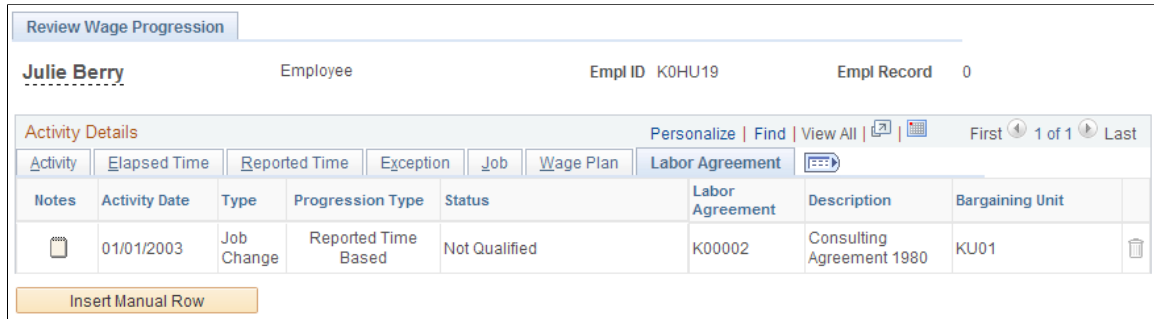 Review Wage Progression
Julie Berry Employee Empl ID K0HU19 Empl Record 0
Activity Details Personalize | Find | View All | | First 1 of 1 Last
Activity Elapsed Time Reported Time Exception Job Wage Plan Labor Agreement
Notes Activity Date Type Progression Type Status Labor Agreement Description Bargaining Unit
01/01/2003 Job Change Reported Time Based Not Qualified K00002 Consulting Agreement 1980 KU01
Insert Manual Row